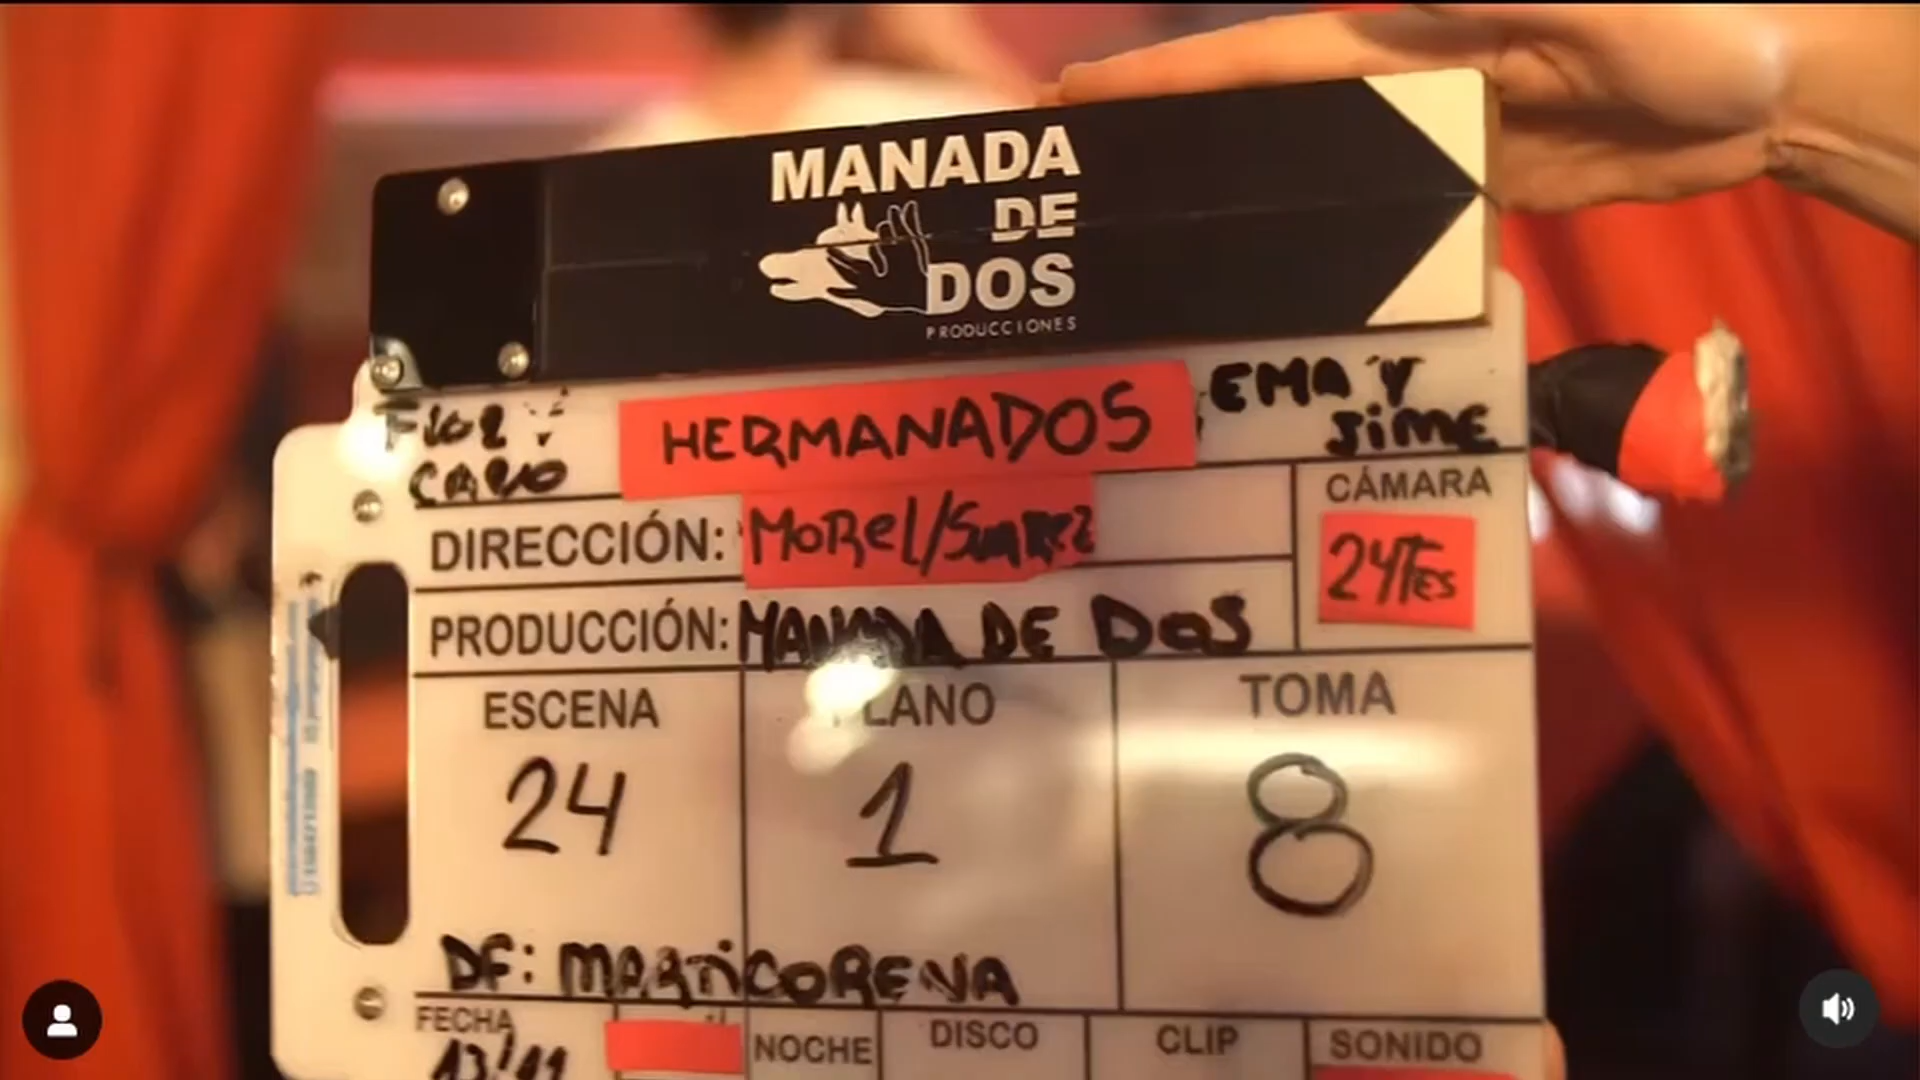 MANADA
DE
DOS
PRODUCCIONES
HERMANADOS
EMA Y
JIME
DIRECCIÓN: MOREL/SUAREZ
CÁMARA
PRODUCCIÓN: MANADA DE DOS
ESCENA
PLANO
TOMA
24
1
8
DF: MARTICORENA
FECHA
NOCHE
DISCO
CLIP
SONIDO